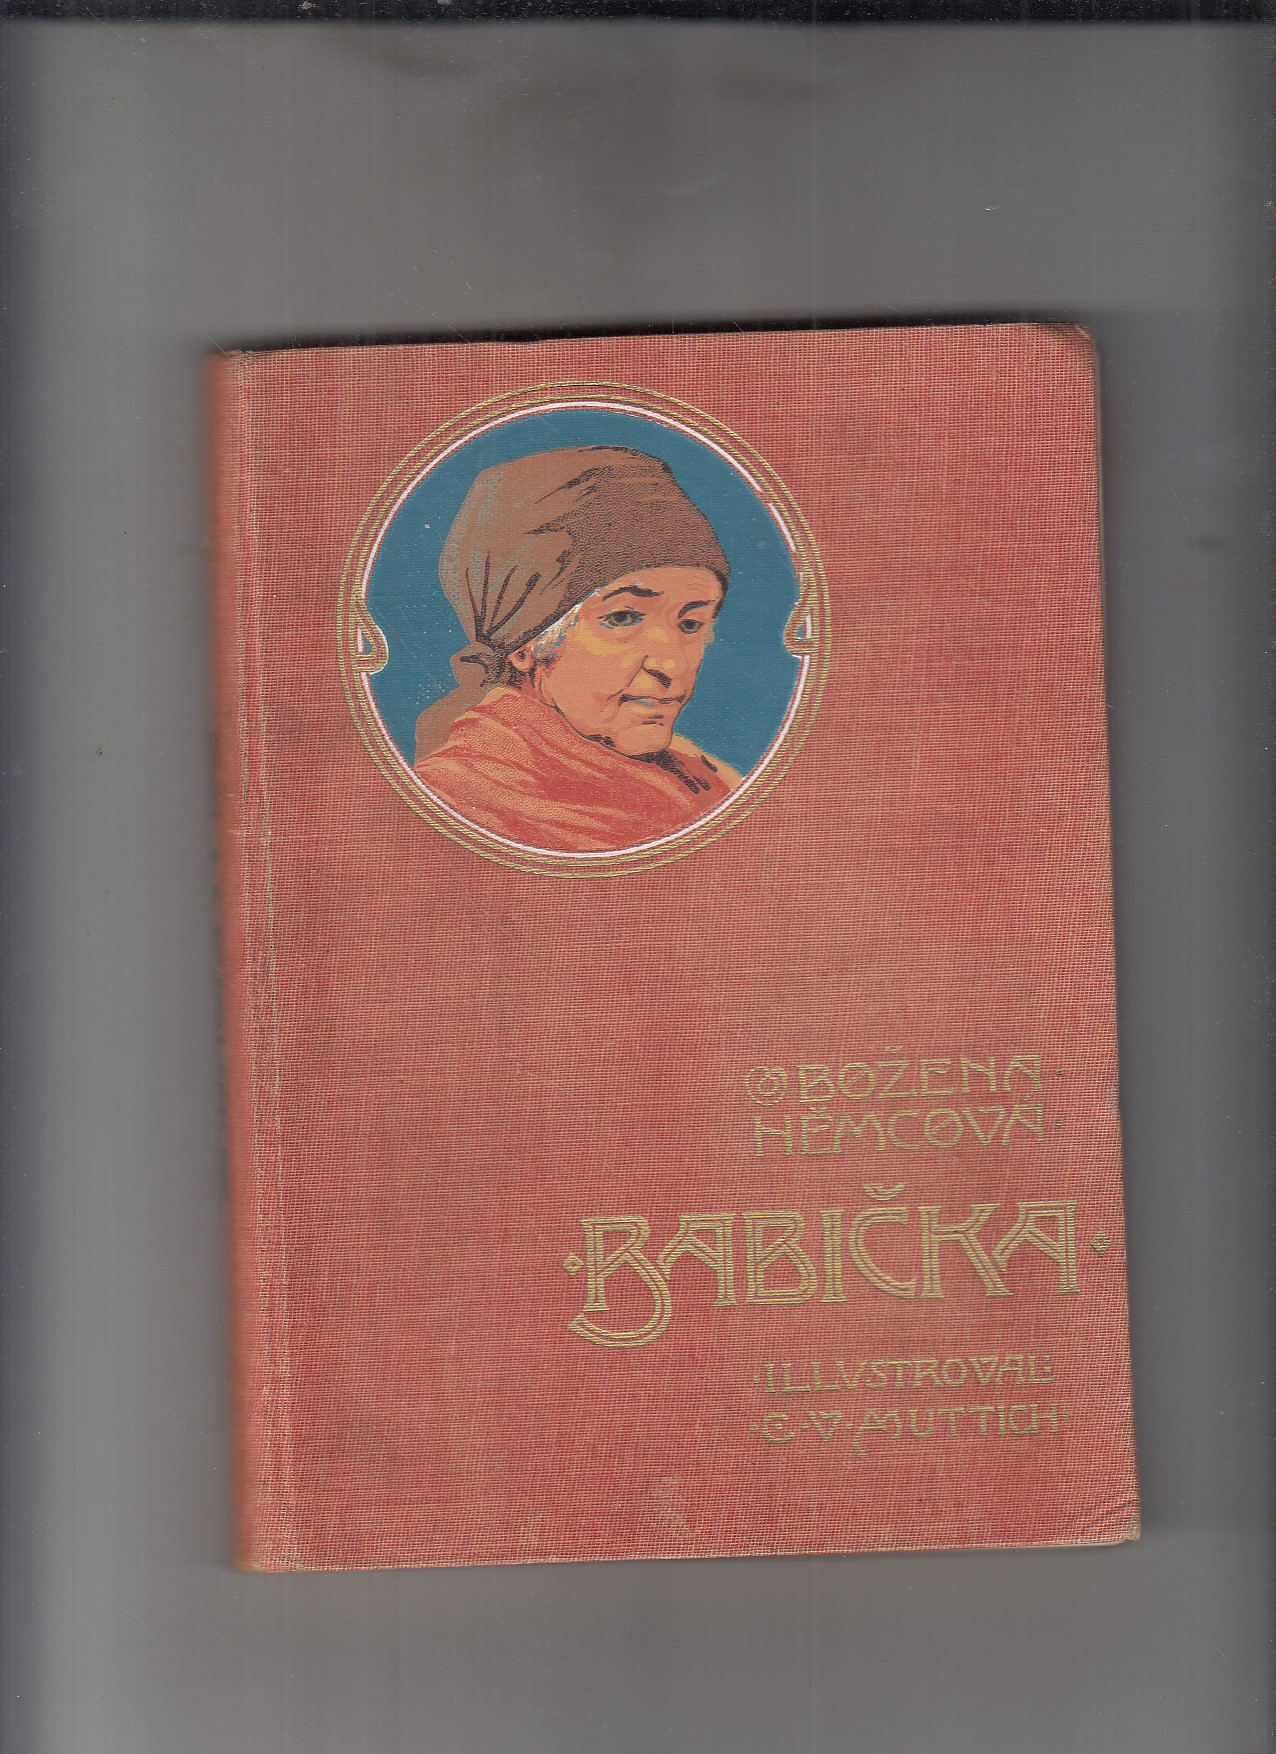 BOŽENA
NĚMCOVÁ
·BABIČKA·
·ILLUSTROVAL:
·C·V·MUTTICH·